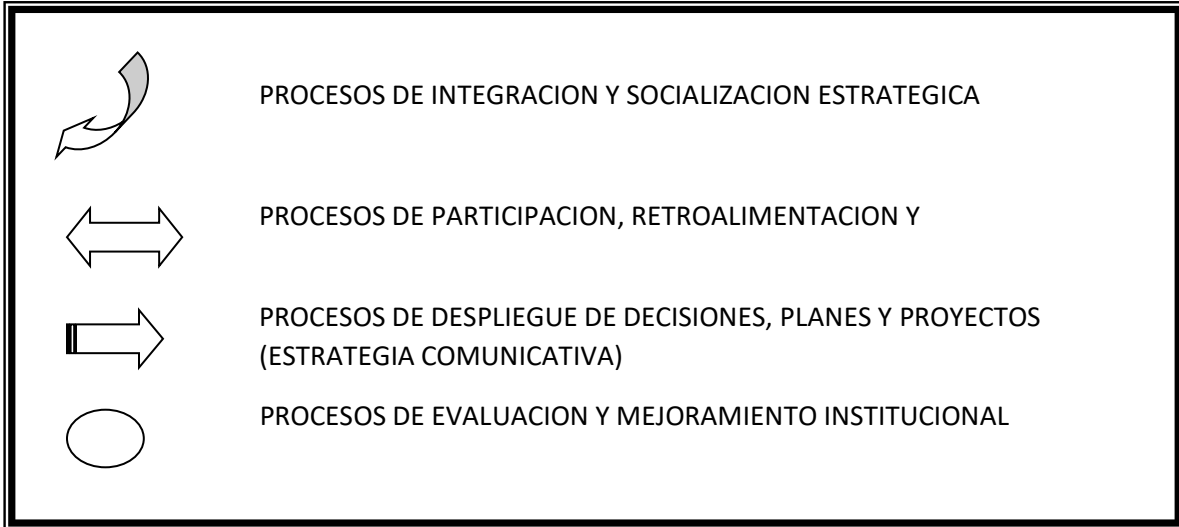 PROCESOS DE INTEGRACION Y SOCIALIZACION ESTRATEGICA
PROCESOS DE PARTICIPACION, RETROALIMENTACION Y
PROCESOS DE DESPLIEGUE DE DECISIONES, PLANES Y PROYECTOS
(ESTRATEGIA COMUNICATIVA)
PROCESOS DE EVALUACION Y MEJORAMIENTO INSTITUCIONAL